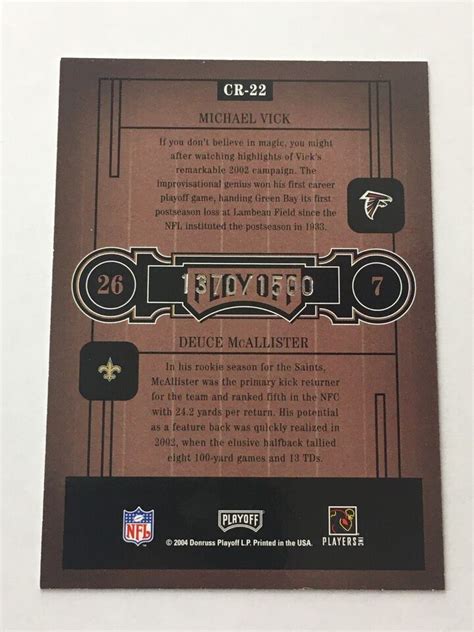 CR-22
MICHAEL VICK
If you don't believe in magic, you might
after watching highlights of Vick's
remarkable 2002 campaign. The
improvisational genius won his first career
playoff game, handing Green Bay its first
postseason loss at Lambeau Field since the
NFL instituted the postseason in 1933.
26
1370/1500
PLAYOFF
7
DEUCE McALLISTER
In his rookie season for the Saints,
McAllister was the primary kick returner
for the team and ranked fifth in the NFC
with 24.2 yards per return. His potential
as a feature back was quickly realized in
2002, when the elusive halfback tallied
eight 100-yard games and 13 TDs.
NFL
PLAYOFF
PLAYERS INC
© 2004 Donruss Playoff L.P. Printed in the USA.